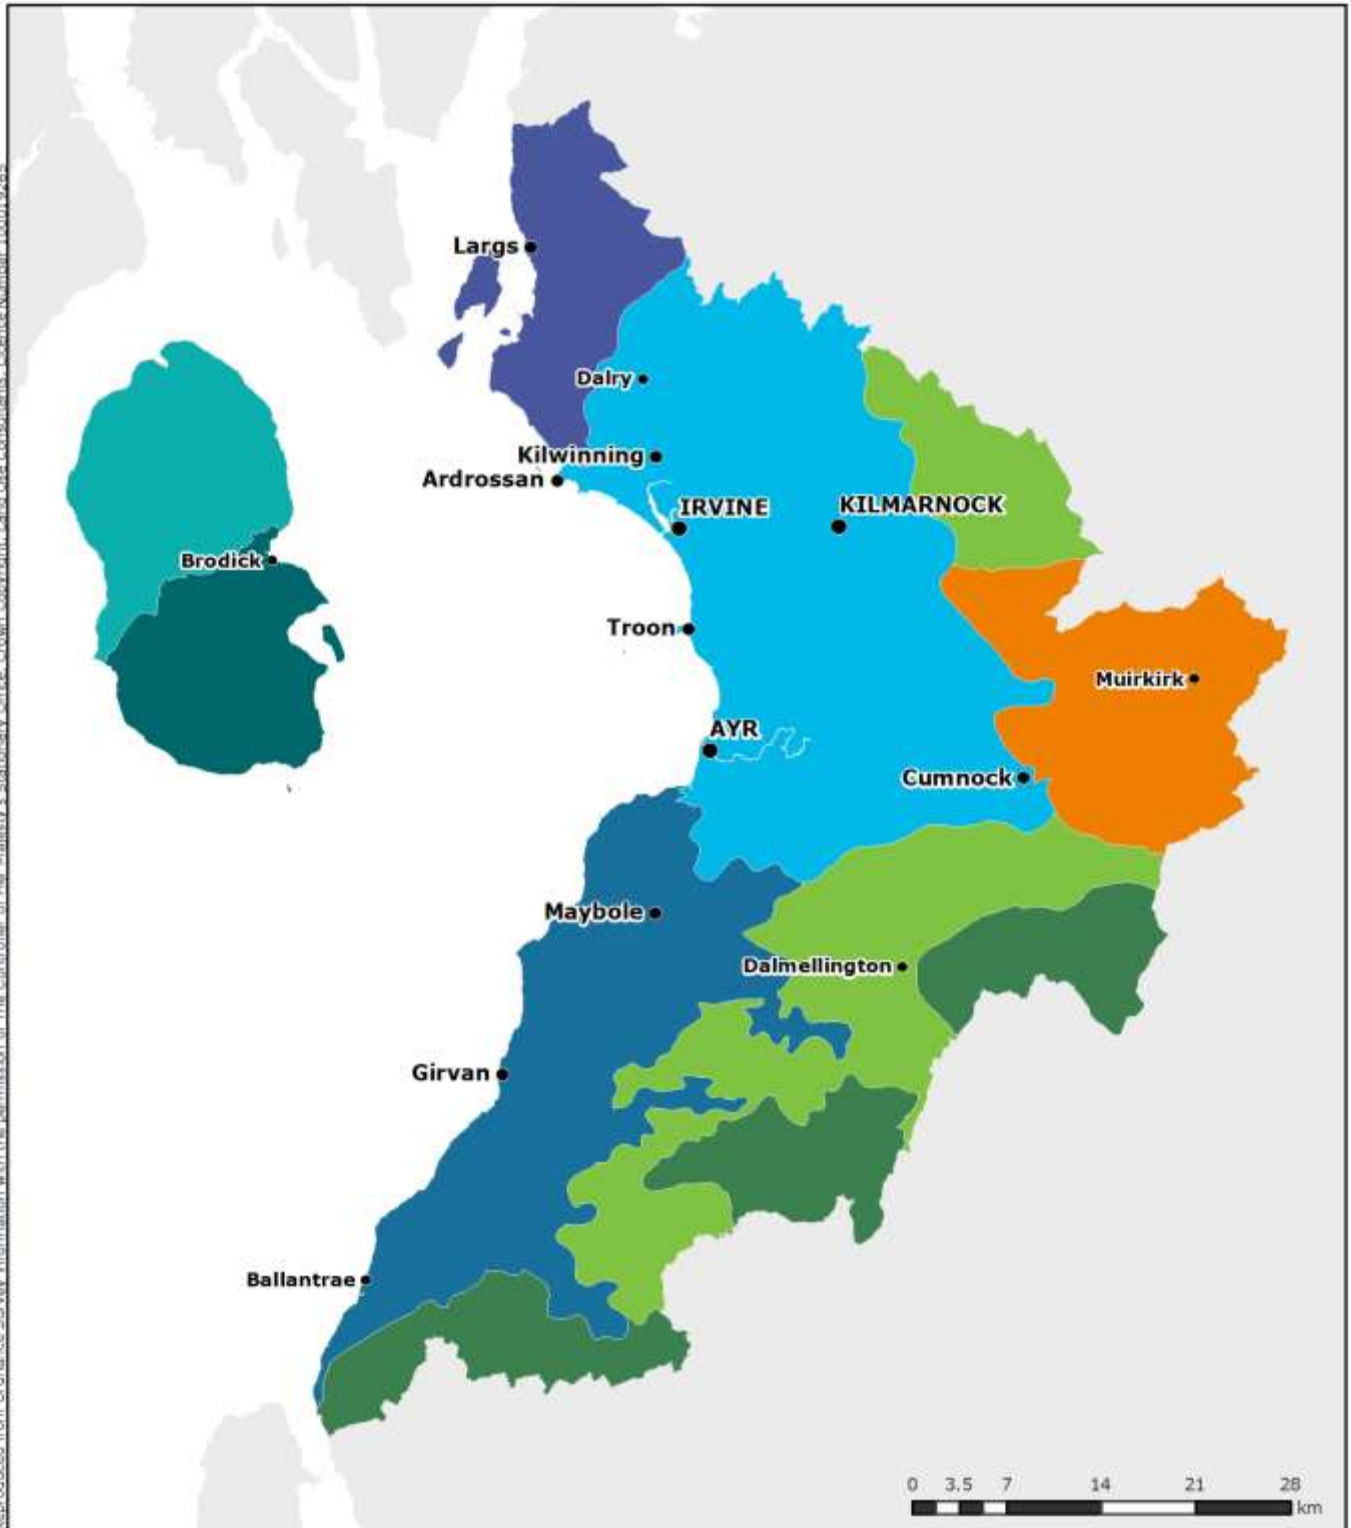 Largs
Dalry
Kilwinning
Ardrossan
IRVINE
KILMARNOCK
Brodick
Troon
Muirkirk
AYR
Cumnock
Maybole
Dalmellington
Girvan
Ballantrae
0 3.5 7 14 21 28
km